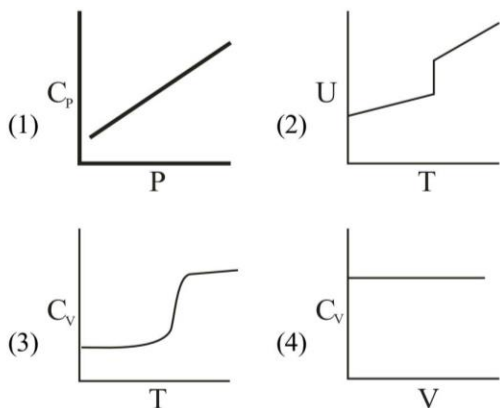 C_P
(1)
P
U
(2)
T
C_V
(3)
T
C_V
(4)
V